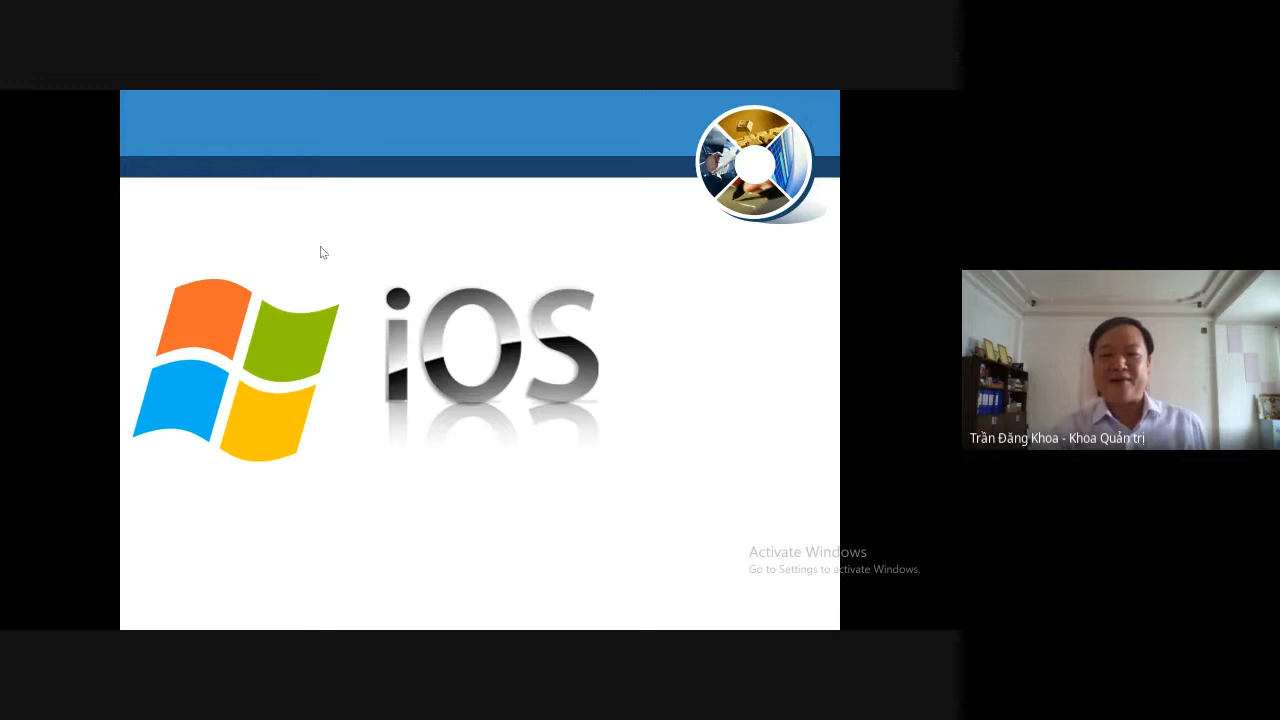 iOS
Activate Windows
Go to Settings to activate Windows.
Trần Đăng Khoa - Khoa Quản trị